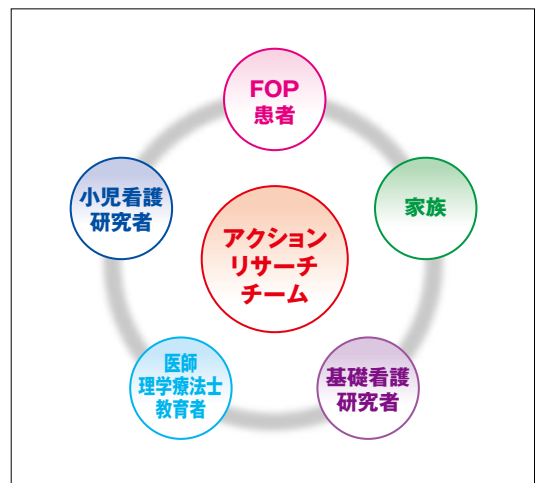 FOP
患者
小児看護
研究者
家族
アクション
リサーチ
チーム
医師
理学療法士
教育者
基礎看護
研究者